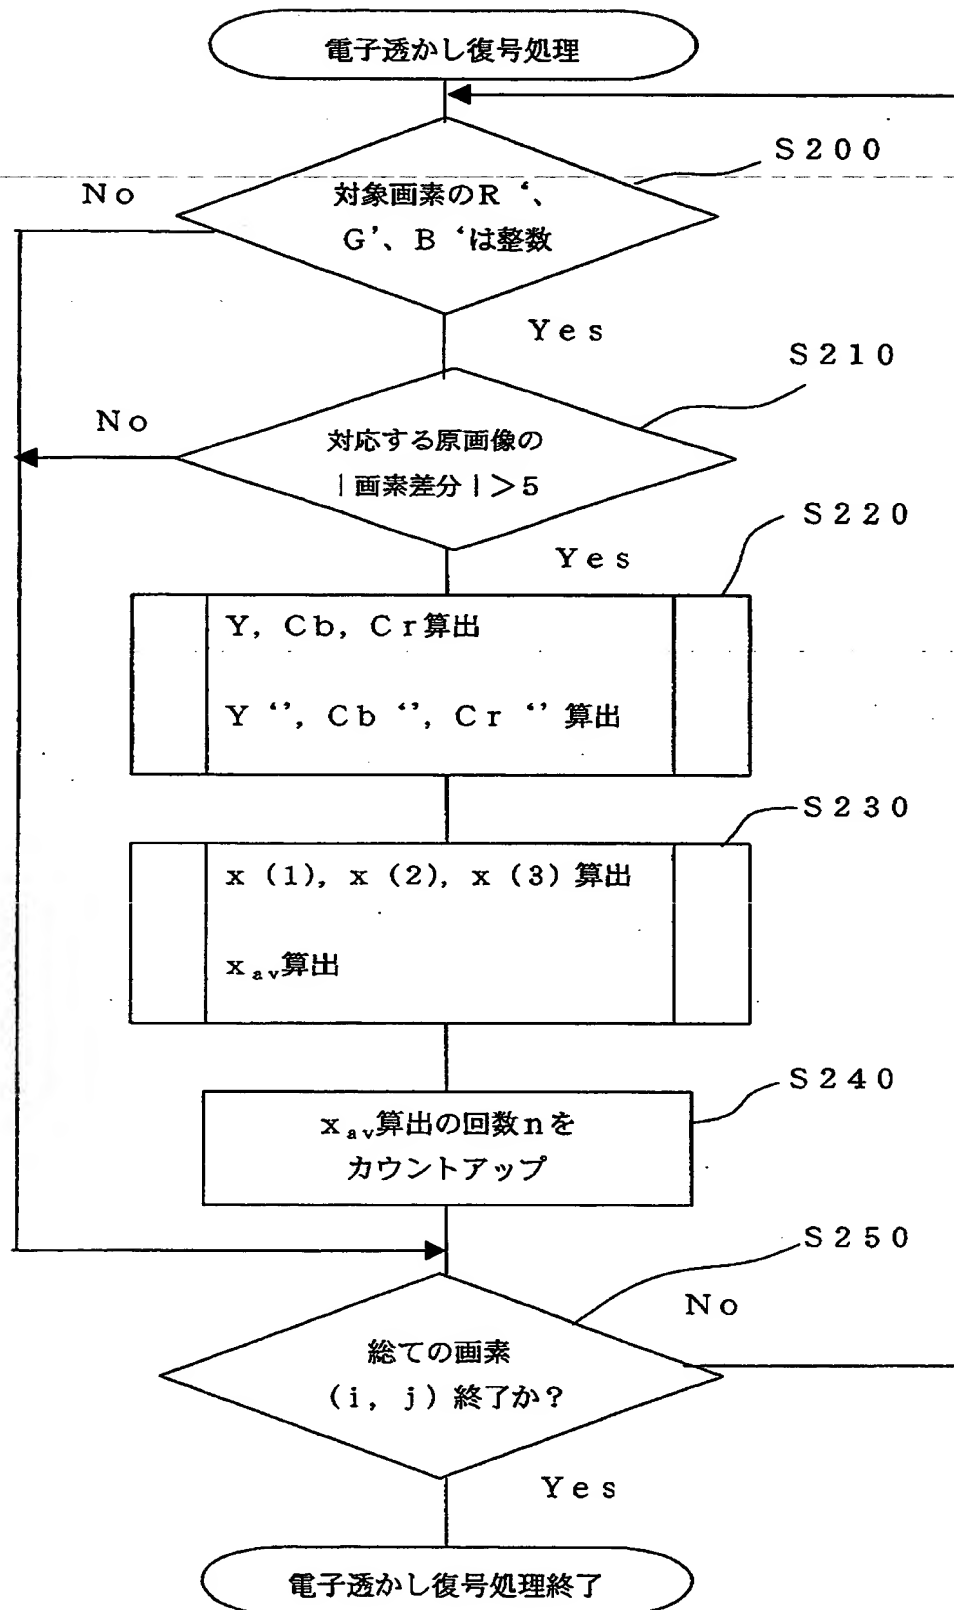 電子透かし復号処理
S200
No
対象画素のR‘、
G’、B‘は整数
Yes
S210
No
対応する原画像の
|画素差分|>5
S220
Yes
Y, Cb, Cr算出
Y‘’, Cb‘’, Cr‘’算出
S230
x(1), x(2), x(3)算出
xav算出
S240
xav算出の回数nを
カウントアップ
S250
No
総ての画素
(i, j)終了か?
Yes
電子透かし復号処理終了